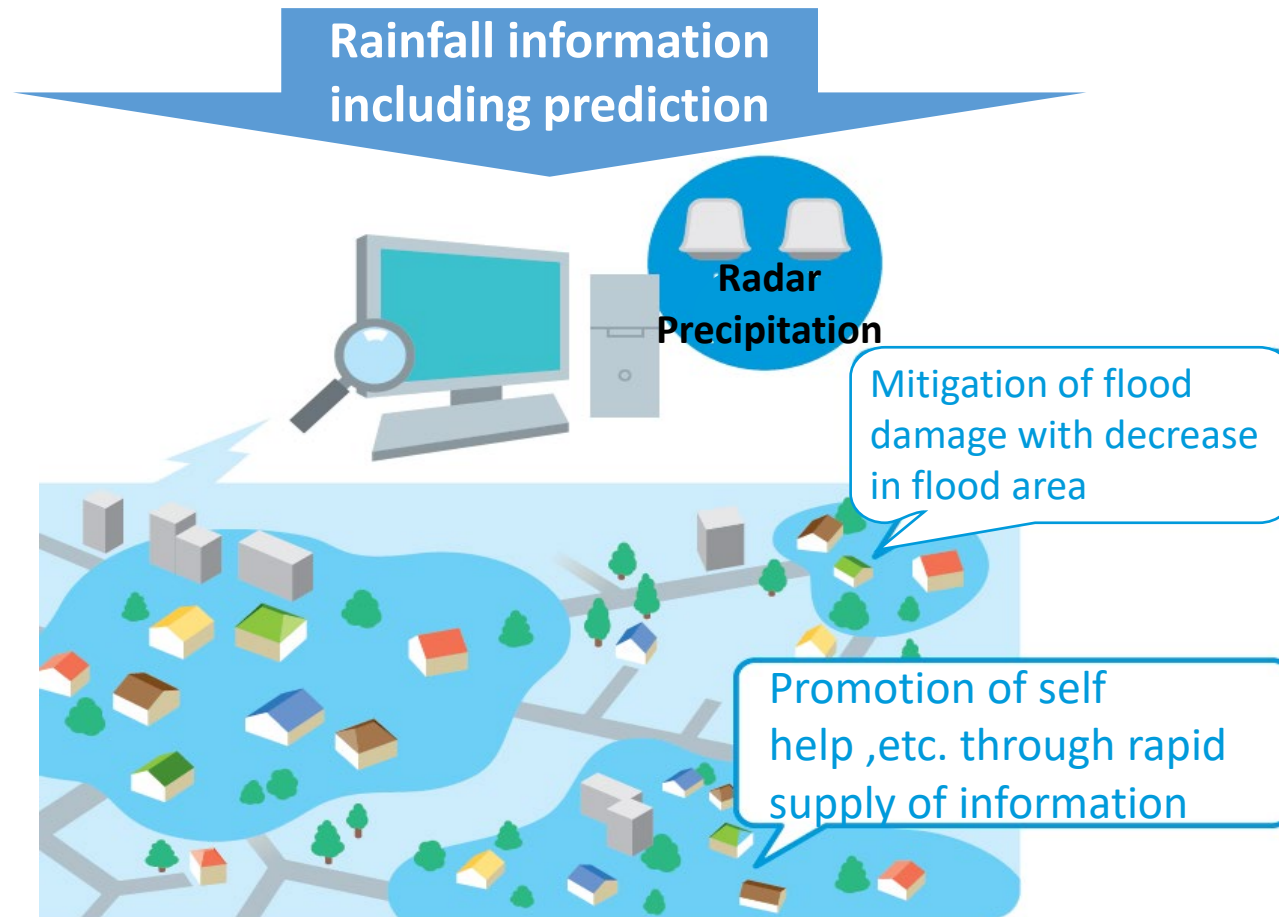 Rainfall information
including prediction
Radar
Precipitation
Mitigation of flood
damage with decrease
in flood area
Promotion of self
help ,etc. through rapid
supply of information